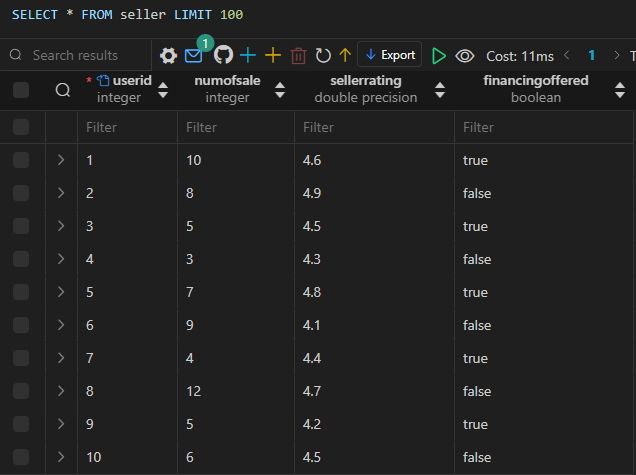 SELECT * FROM seller LIMIT 100
Search results 1 Export Cost: 11ms 1 T
* userid numofsale sellerrating financingoffered
integer integer double precision boolean
Filter Filter Filter Filter
1 10 4.6 true
2 8 4.9 false
3 5 4.5 true
4 3 4.3 false
5 7 4.8 true
6 9 4.1 false
7 4 4.4 true
8 12 4.7 false
9 5 4.2 true
10 6 4.5 false